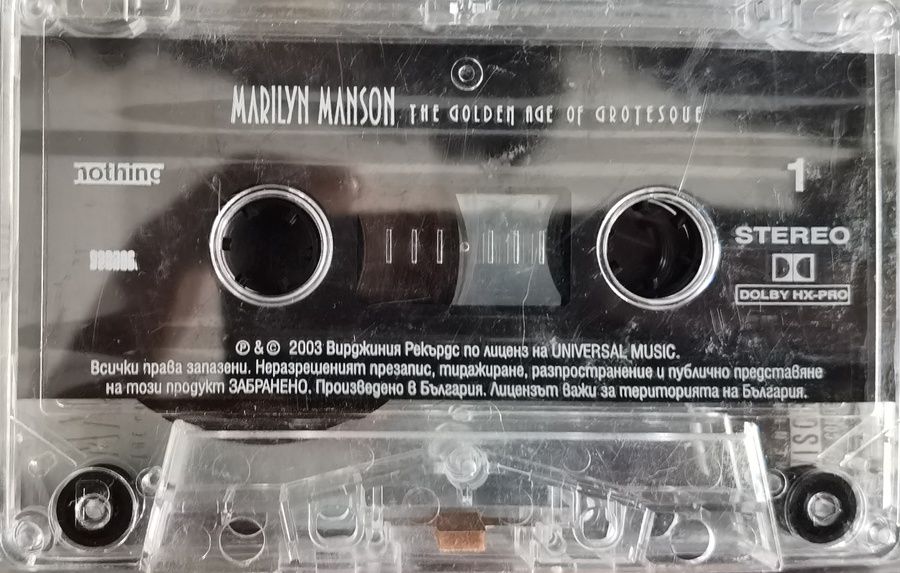 MARILYN MANSON THE GOLDEN AGE OF GROTESQUE
nothing
1
STEREO
DOLBY HX-PRO
Ⓟ & © 2003 Вирджиния Рекърдс по лиценз на UNIVERSAL MUSIC.
Всички права запазени. Неразрешеният презапис, тиражиране, разпространение и публично представяне
на този продукт ЗАБРАНЕНО. Произведено в България. Лицензът важи за територията на България.